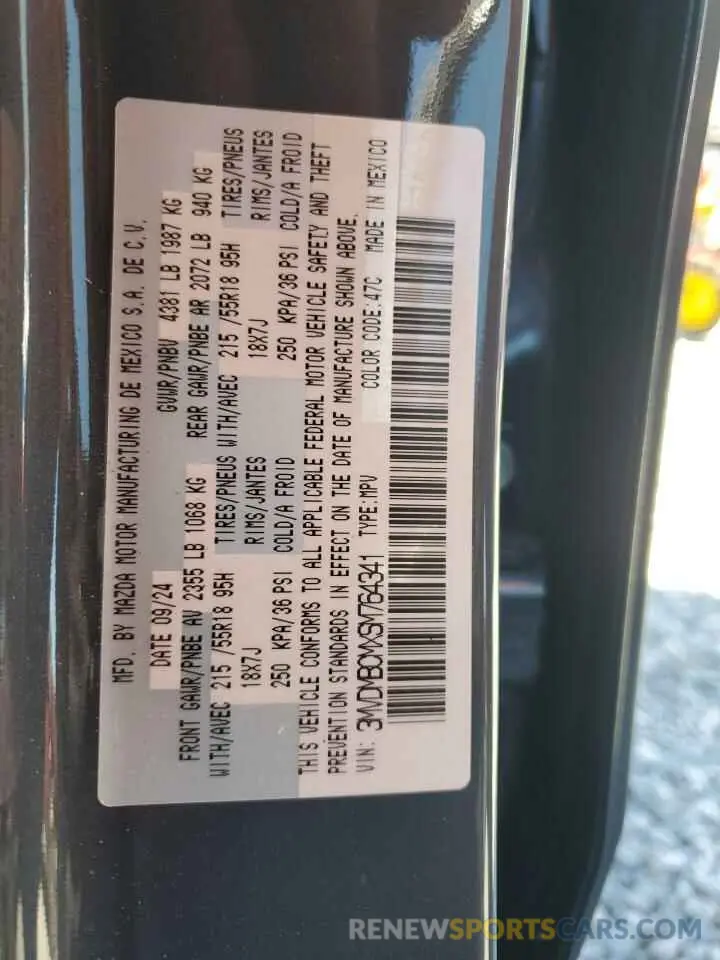 MFD. BY MAZDA MOTOR MANUFACTURING DE MEXICO S.A. DE C.V.
DATE 09/24 GVWR/PNBV 4381 LB 1987 KG
FRONT GAWR/PNBE AV 2355 LB 1068 KG REAR GAWR/PNBE AR 2072 LB 940 KG
WITH/AVEC 215 /55R18 95H TIRES/PNEUS WITH/AVEC 215 /55R18 95H TIRES/PNEUS
18X7J RIMS/JANTES 18X7J RIMS/JANTES
250 KPA/36 PSI COLD/A FROID 250 KPA/36 PSI COLD/A FROID
THIS VEHICLE CONFORMS TO ALL APPLICABLE FEDERAL MOTOR VEHICLE SAFETY AND THEFT
PREVENTION STANDARDS IN EFFECT ON THE DATE OF MANUFACTURE SHOWN ABOVE.
VIN: 3MVDMBCMXSM764341 TYPE:MPV COLOR CODE:47C MADE IN MEXICO
RENEWSPORTSCARS.COM